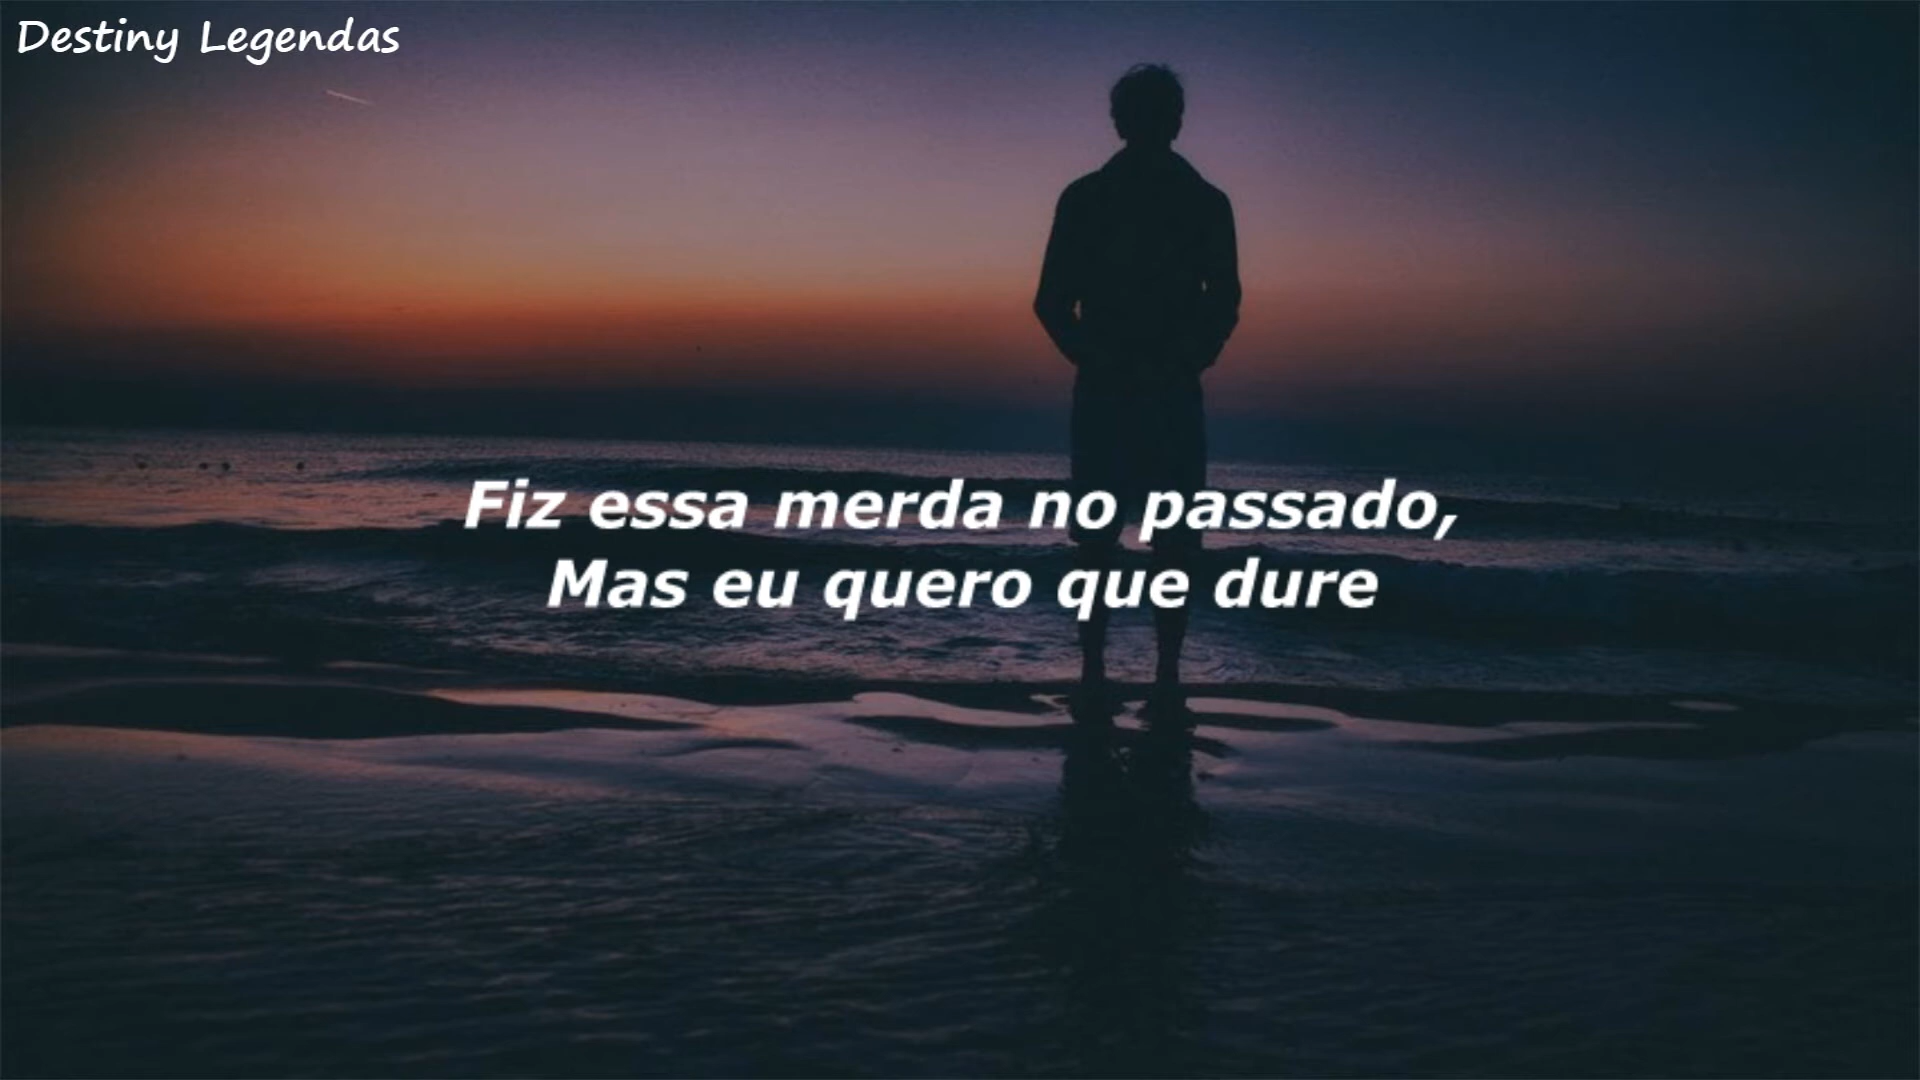 Destiny Legendas
Fiz essa merda no passado,
Mas eu quero que dure